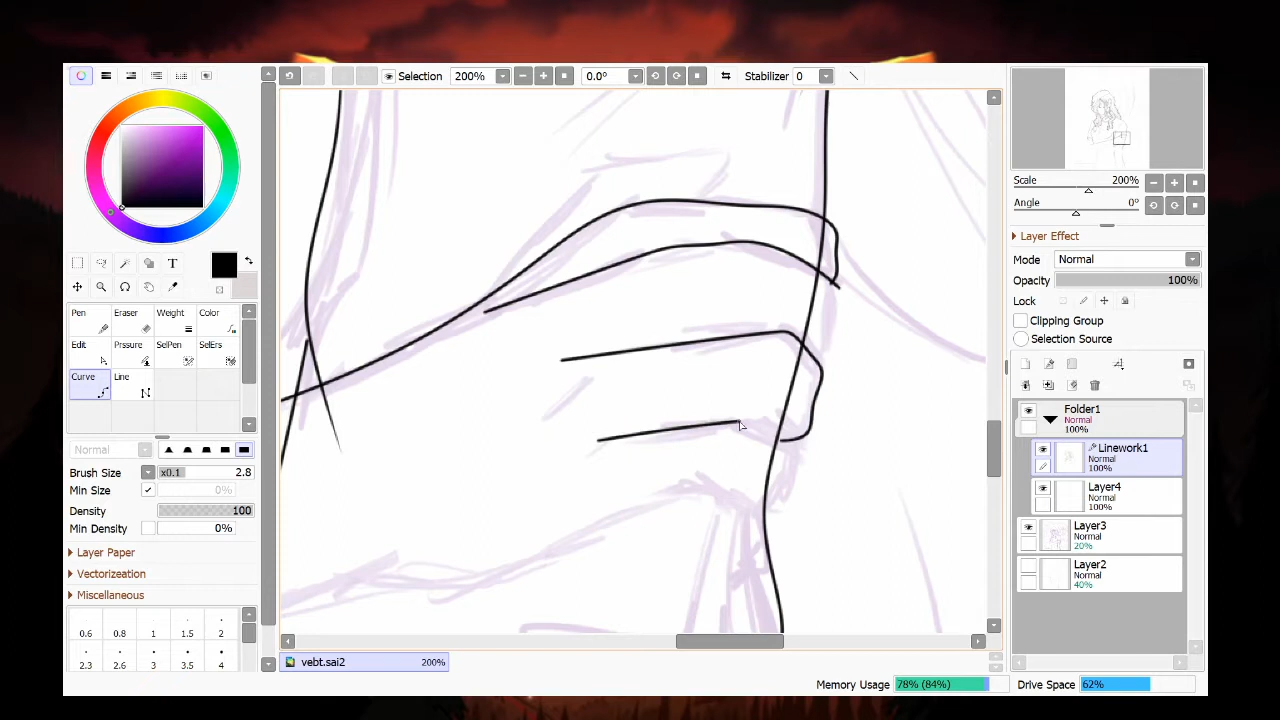 Selection 200% 0.0° Stabilizer 0
T
Pen Eraser Weight Color
Edit Prssure SelPen SelErs
Curve Line
Normal
Brush Size x0.1 2.8
Min Size 0%
Density 100
Min Density 0%
Layer Paper
Vectorizeation
Miscellaneous
0.6 0.8 1 1.5 2
2.3 2.6 3 3.5 4
vebt.sai2 200%
Scale 200%
Angle 0°
Layer Effect
Mode Normal
Opacity 100%
Lock
Clipping Group
Selection Source
Folder1
Normal
100%
Linework1
Normal
100%
Layer4
Normal
100%
Layer3
Normal
20%
Layer2
Normal
40%
Memory Usage 78% (84%) Drive Space 62%